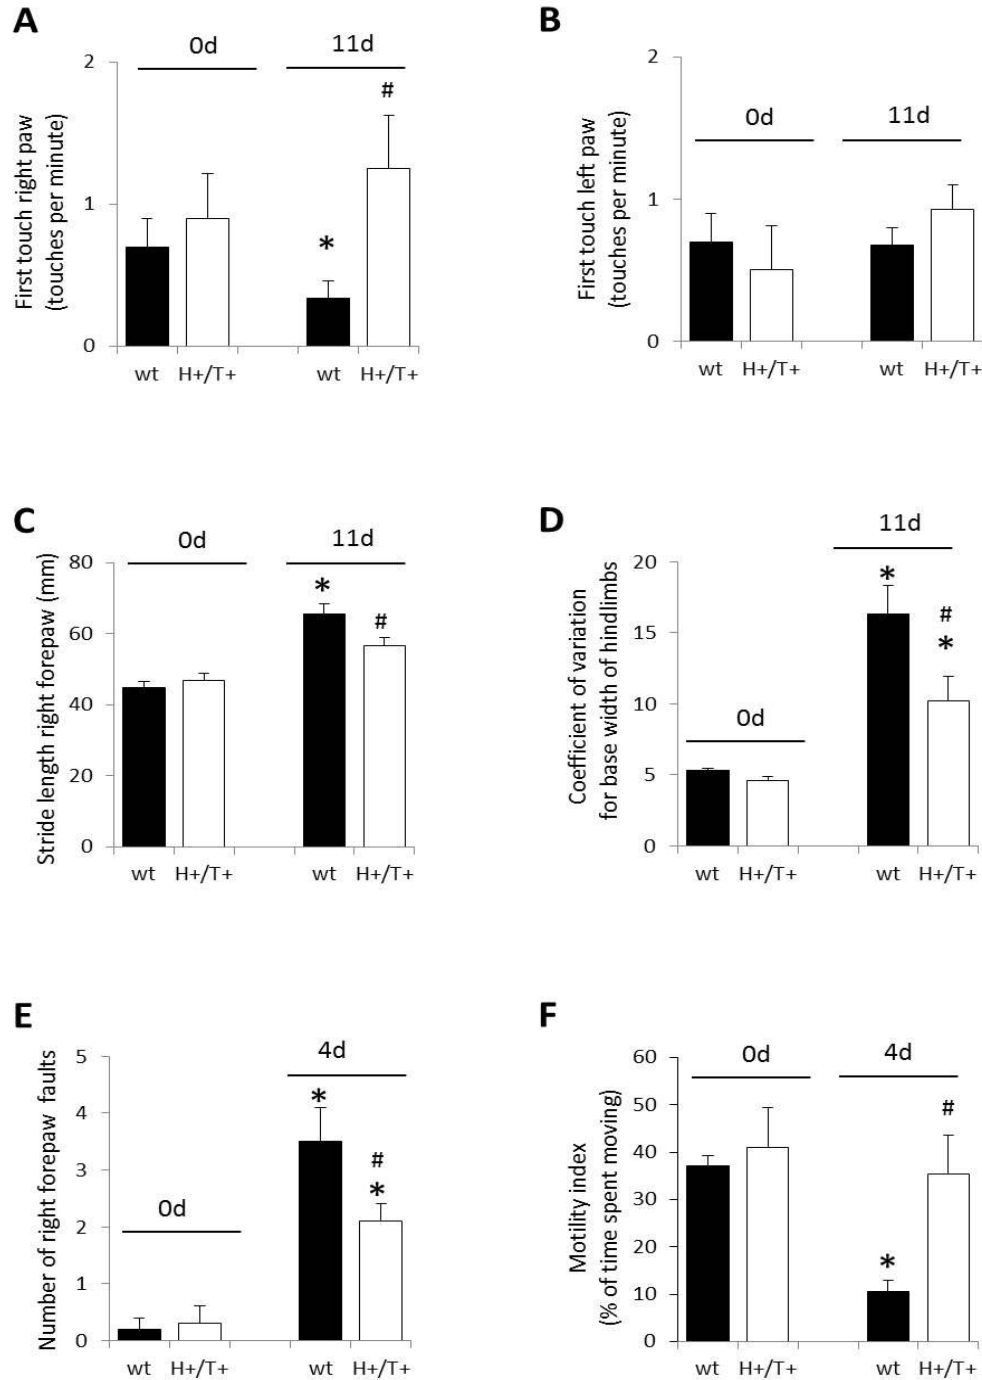 A
0d
11d
First touch right paw
(touches per minute)
2
1
0
#
*
wt
H+/T+
wt
H+/T+
B
0d
11d
First touch left paw
(touches per minute)
2
1
0
wt
H+/T+
wt
H+/T+
C
0d
11d
Stride length right forepaw (mm)
80
60
40
20
0
*
#
wt
H+/T+
wt
H+/T+
D
11d
0d
Coefficient of variation
for base width of hindlimbs
20
15
10
5
0
*
#
*
wt
H+/T+
wt
H+/T+
E
4d
0d
Number of right forepaw faults
5
4
3
2
1
0
*
#
*
wt
H+/T+
wt
H+/T+
F
0d
4d
Motility index
(% of time spent moving)
60
50
40
30
20
10
0
#
*
wt
H+/T+
wt
H+/T+